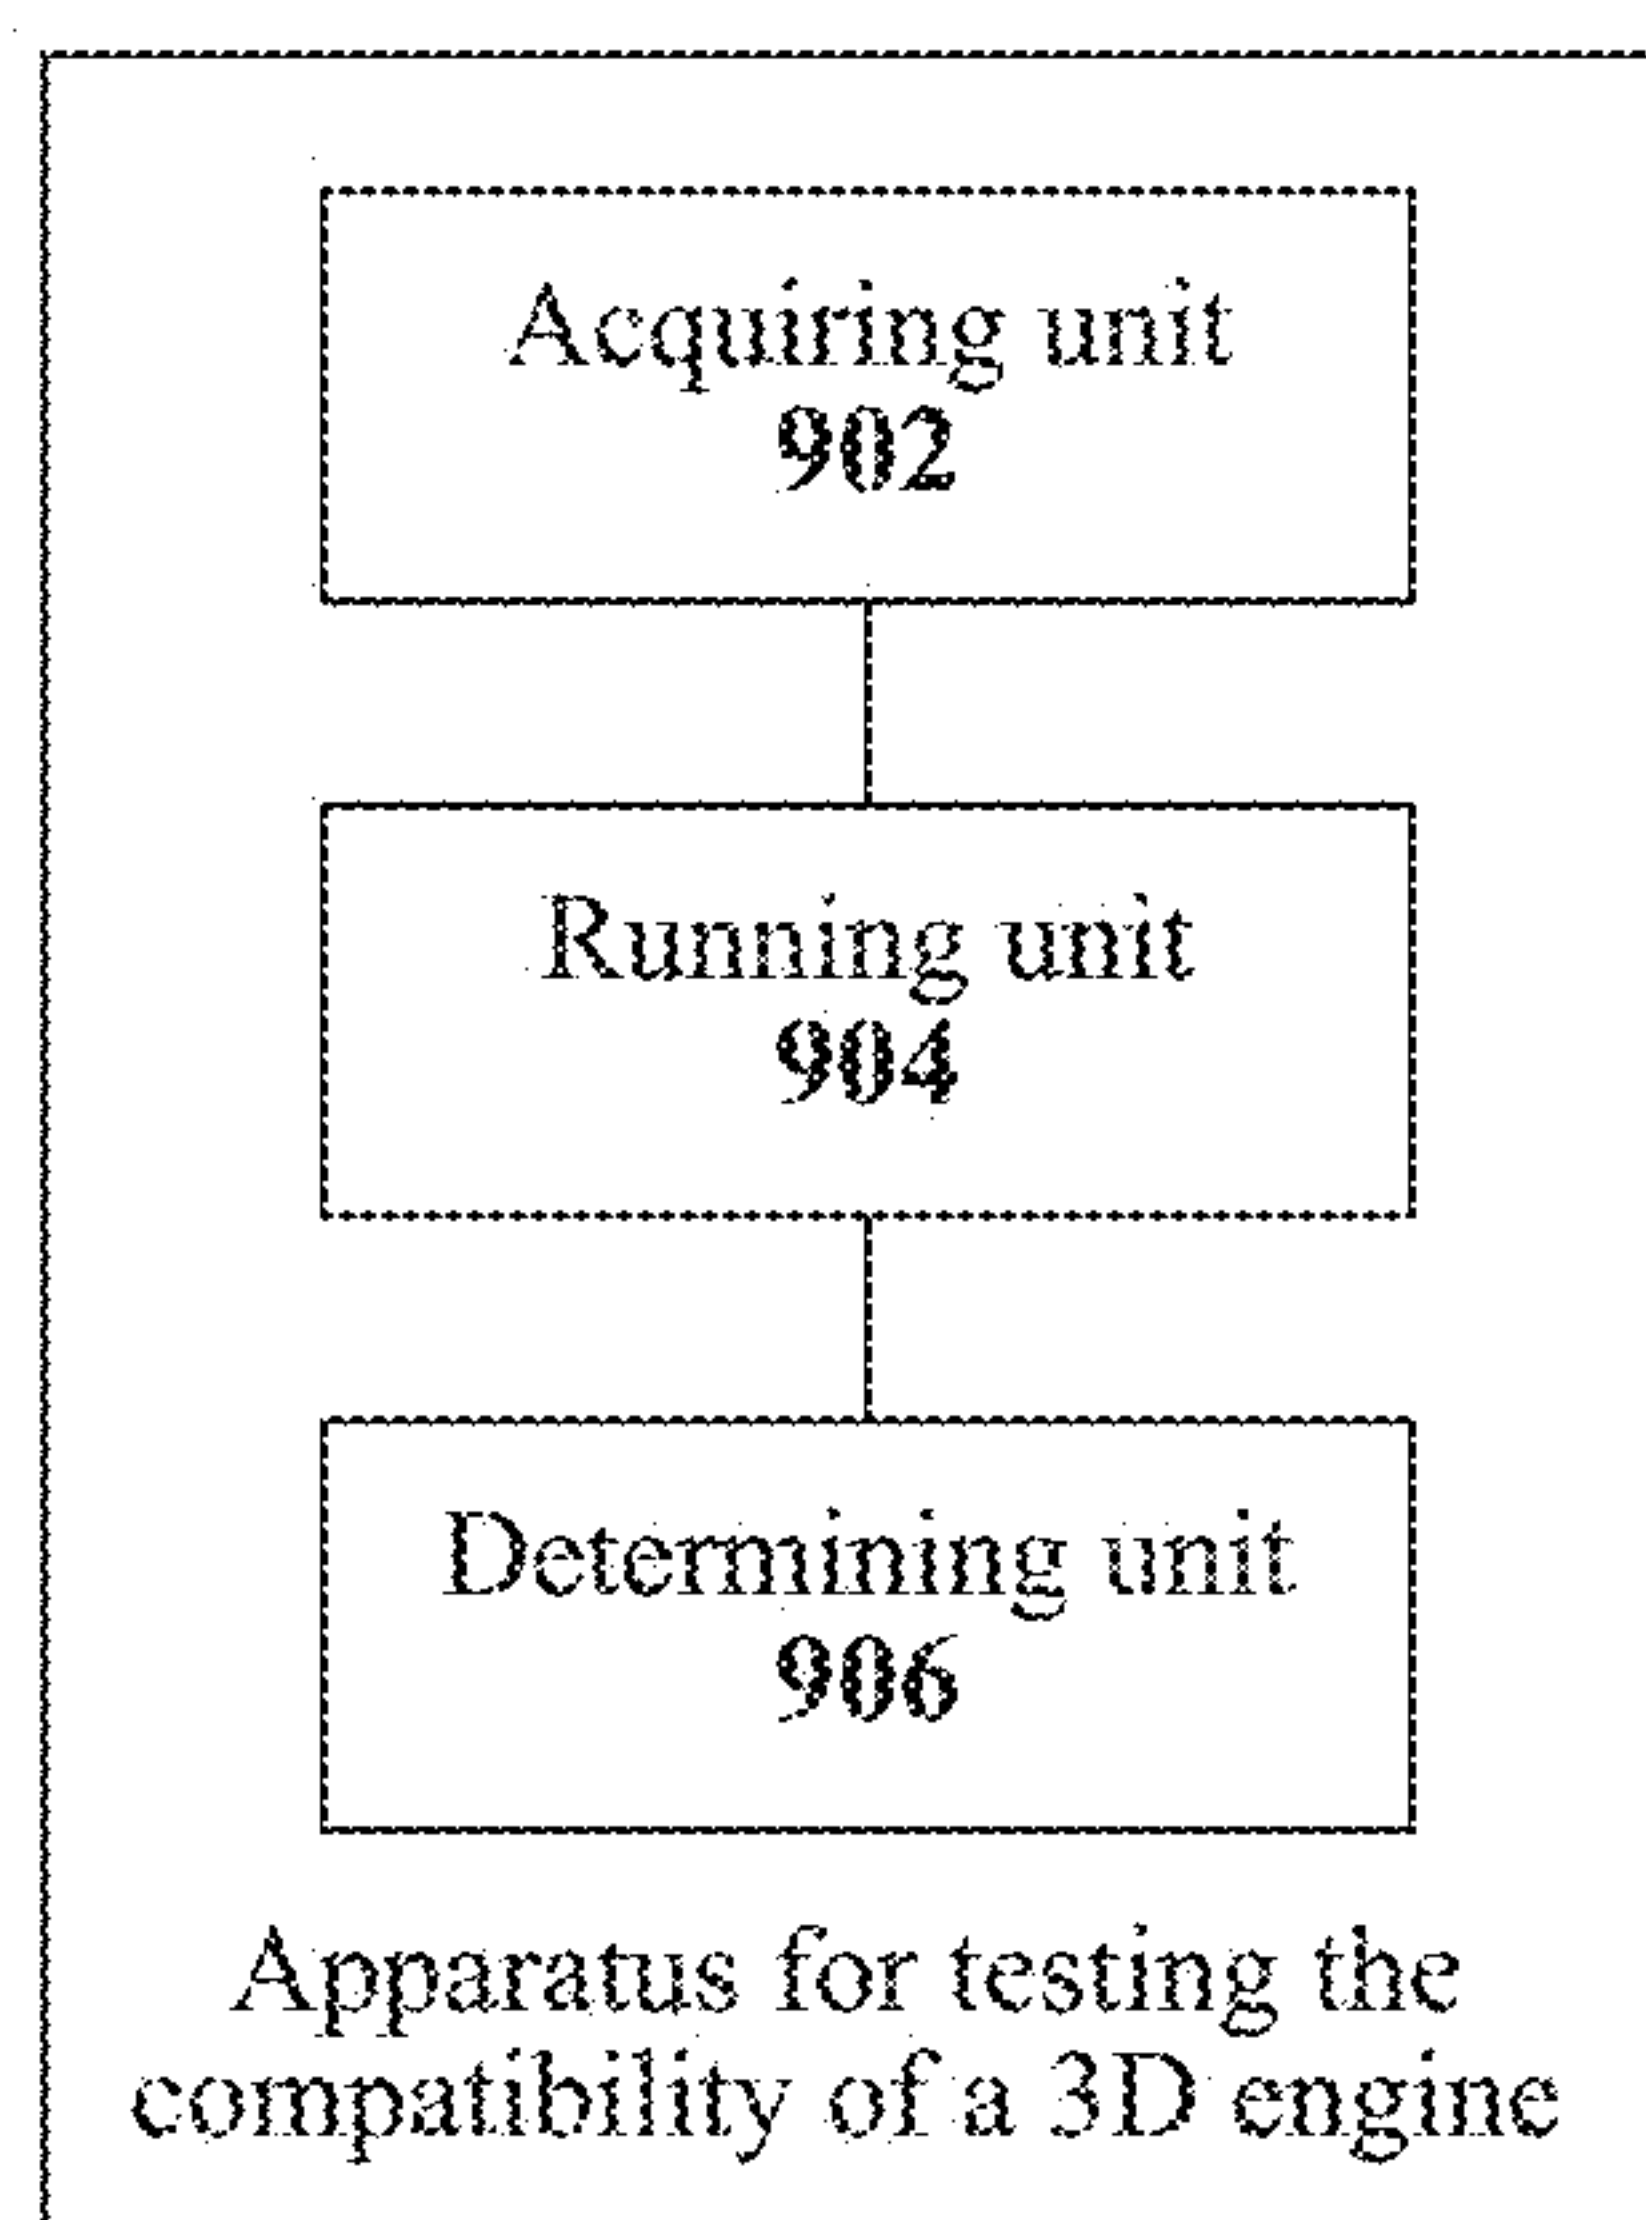 Acquiring unit
902
Running unit
904
Determining unit
906
Apparatus for testing the
compatibility of a 3D engine